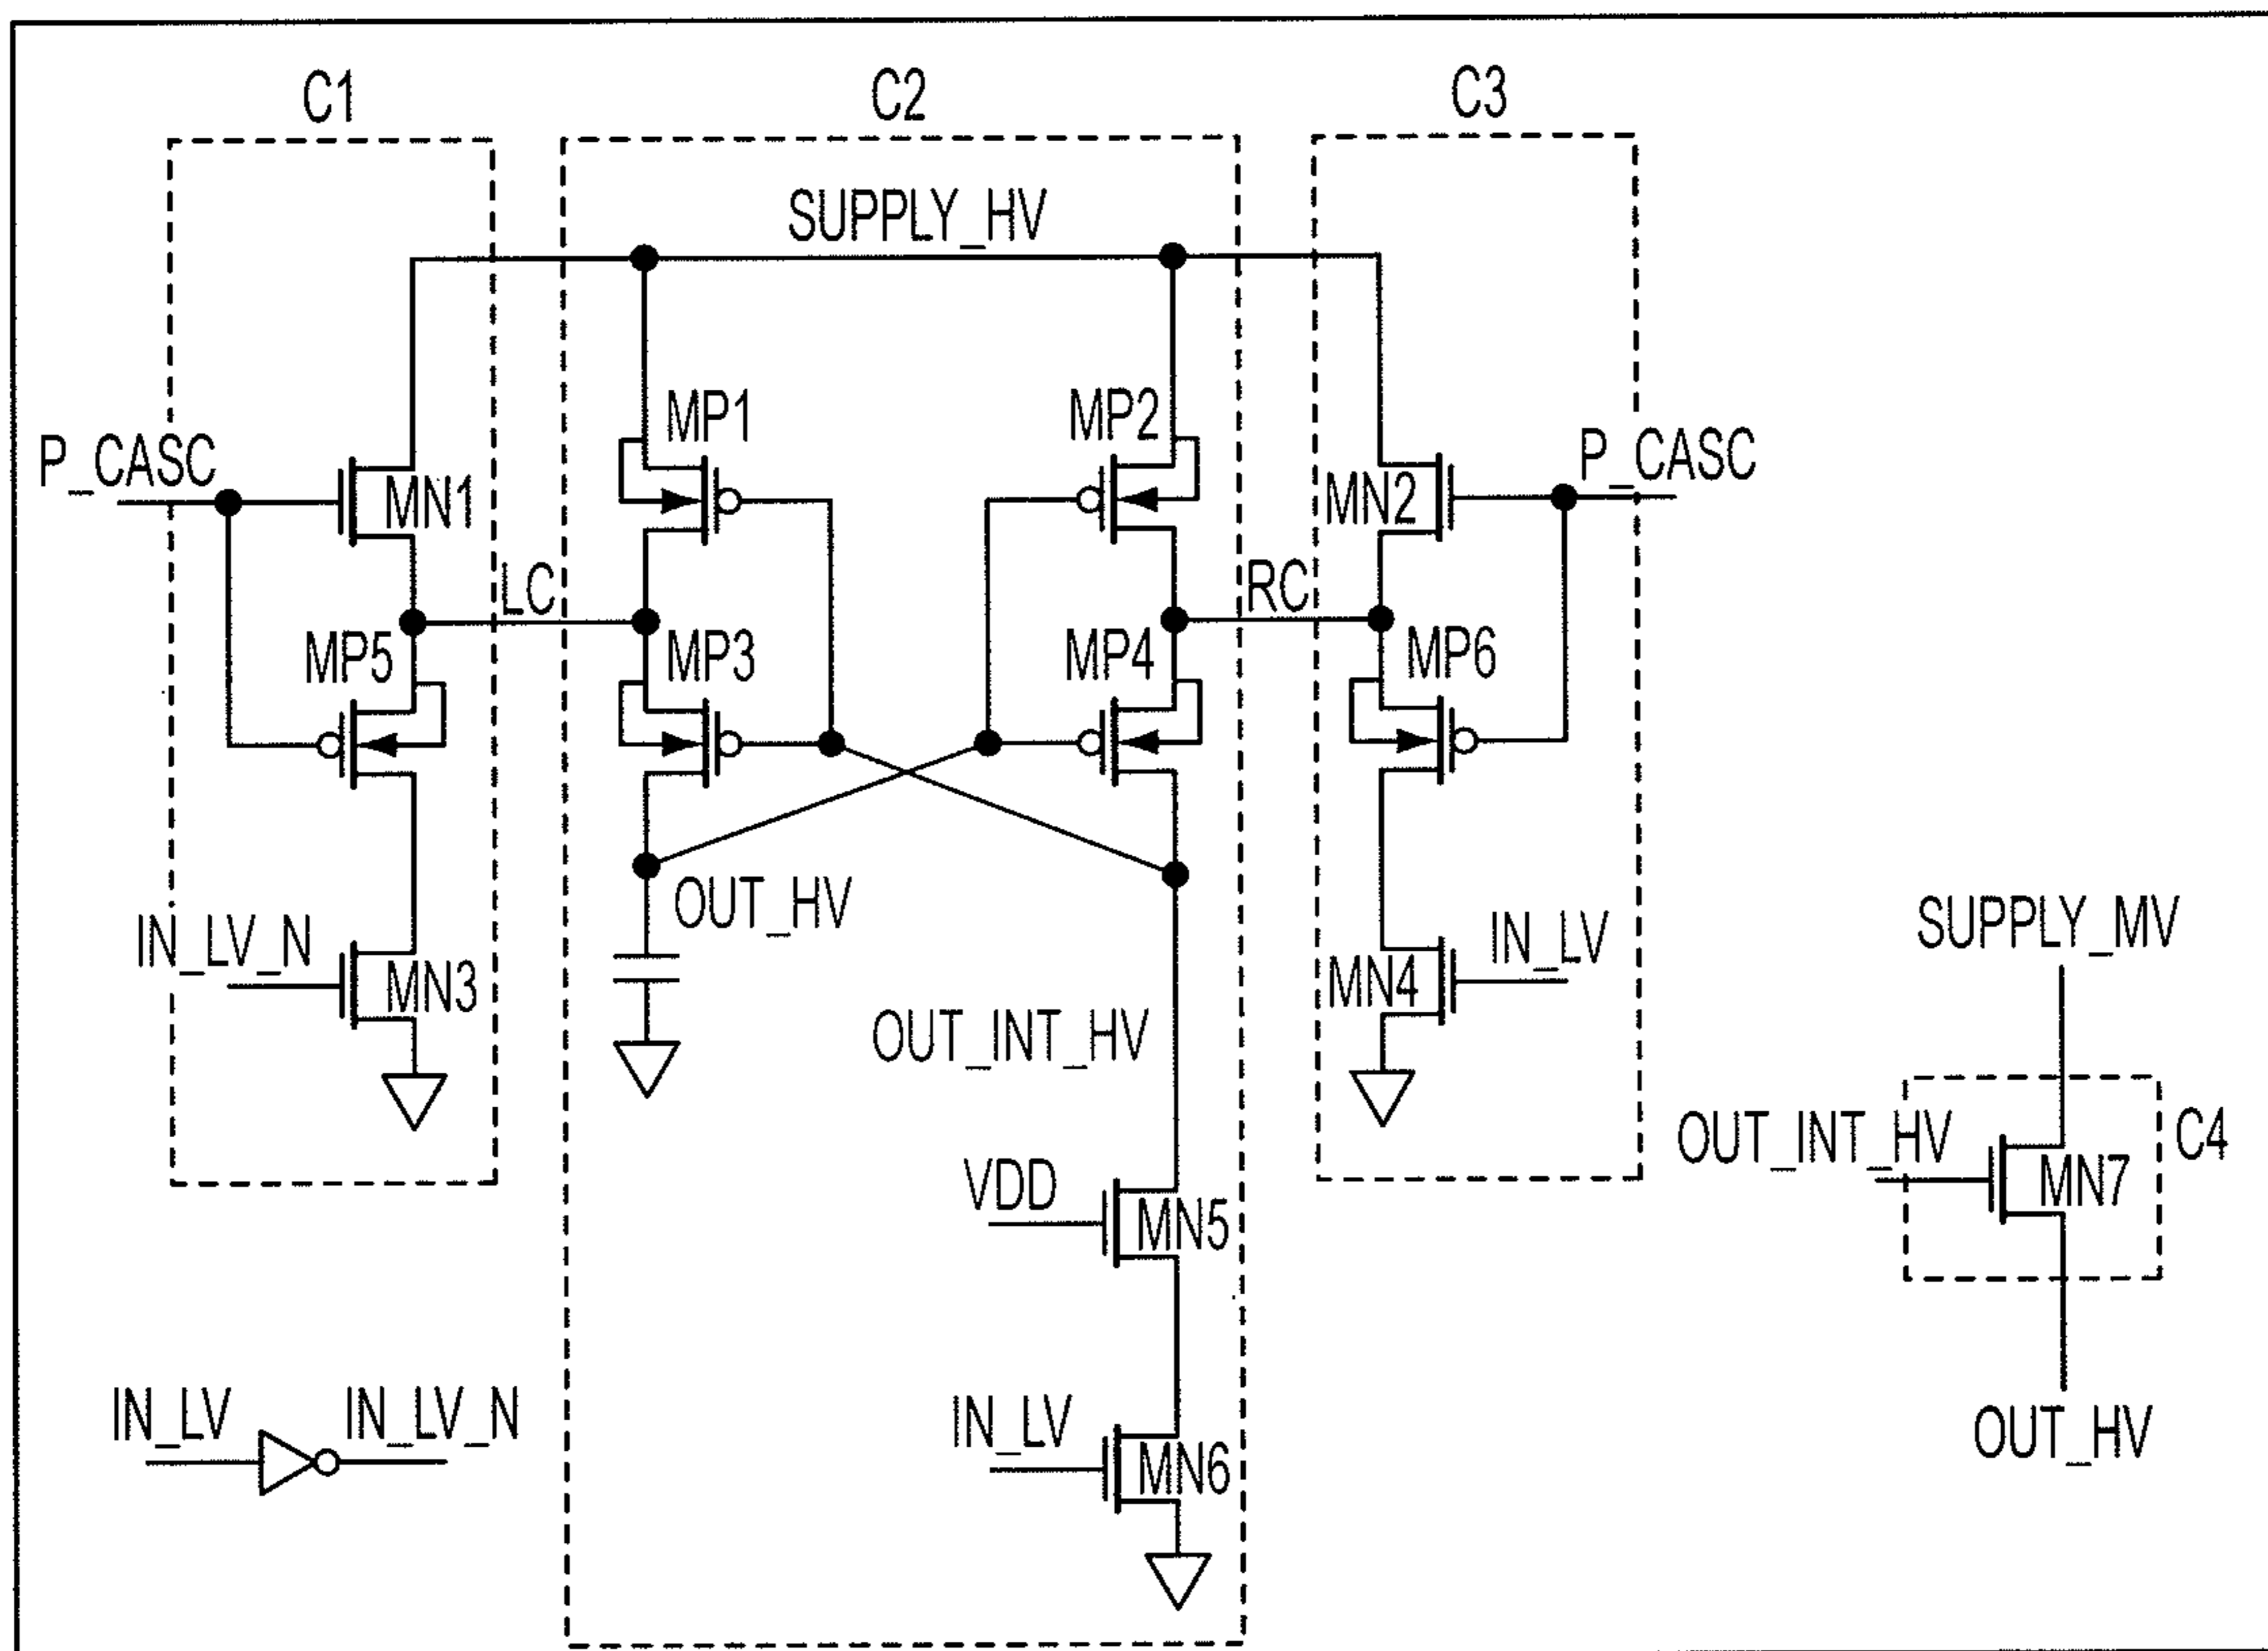 C1
C2
C3
SUPPLY_HV
MP1
MP2
P_CASC
MN1
MN2
P_CASC
LC
RC
MP5
MP3
MP4
MP6
OUT_HV
IN_LV_N
MN3
IN_LV
MN4
OUT_INT_HV
SUPPLY_MV
OUT_INT_HV
MN7
C4
VDD
MN5
IN_LV
IN_LV_N
IN_LV
MN6
OUT_HV